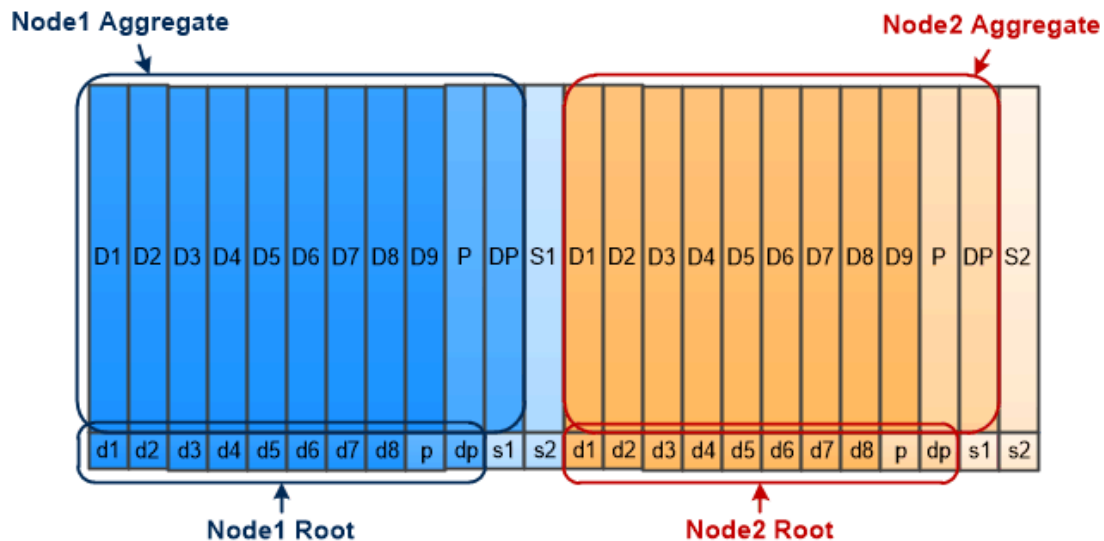 Node1 Aggregate Node2 Aggregate
D1 D2 D3 D4 D5 D6 D7 D8 D9 P DP S1 D1 D2 D3 D4 D5 D6 D7 D8 D9 P DP S2
d1 d2 d3 d4 d5 d6 d7 d8 p dp s1 s2 d1 d2 d3 d4 d5 d6 d7 d8 p dp s1 s2
Node1 Root Node2 Root